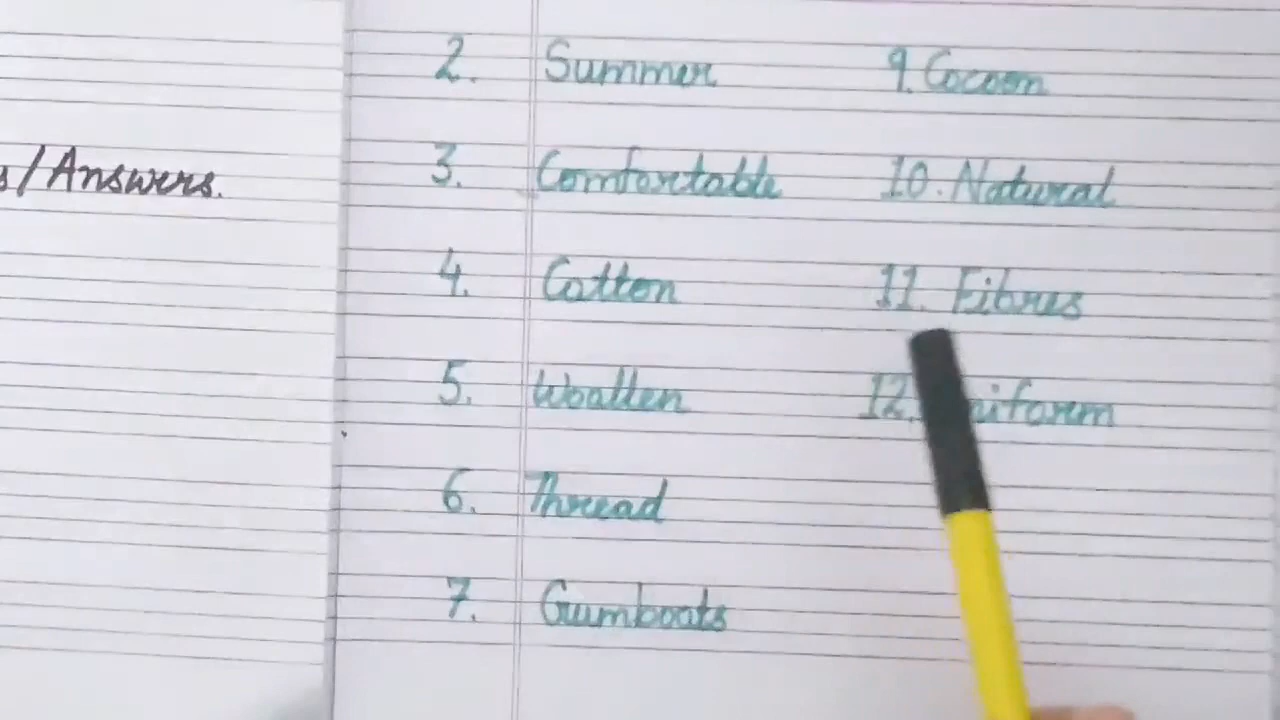 s/Answers.
2. Summer
3. Comfortable
4. Cotton
5. Woollen
6. Thread
7. Gumboots
9. Cocoon
10. Natural
11. Fibres
12.